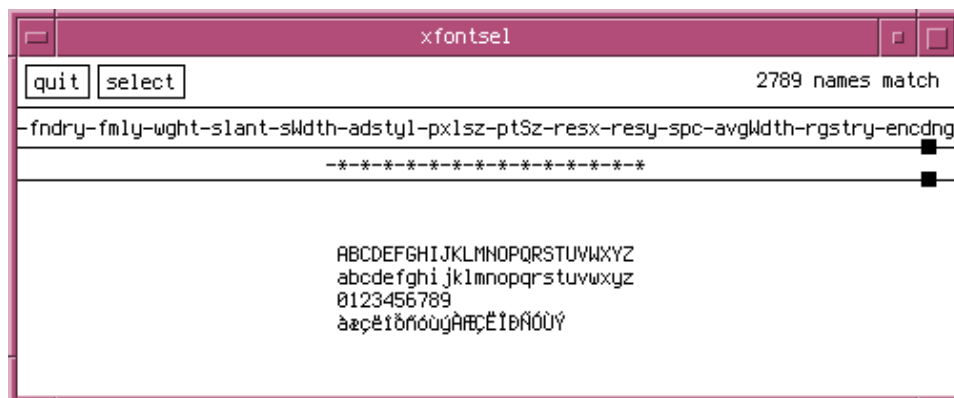 xfontsel
quit select 2789 names match
-fndry-fmly-wght-slant-sWdth-adstyl-pxlsz-ptSz-resx-resy-spc-avgWdth-rgstry-encdng
-*-*-*-*-*-*-*-*-*-*-*-*-*-*
ABCDEFGHIJKLMNOPQRSTUVWXYZ
abcdefghijklmnopqrstuvwxyz
0123456789
àæçëîðñóùýÀÆÇËÎÐÑÓÙÝ